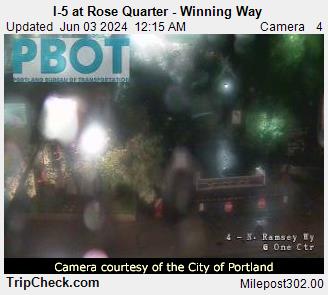 I-5 at Rose Quarter - Winning Way
Updated Jun 03 2024 12:15 AM Camera 4
PBOT
PORTLAND BUREAU OF TRANSPORTATION
4 - N. Ramsey Wy
@ One Ctr
Camera courtesy of the City of Portland
TripCheck.com Milepost302.00